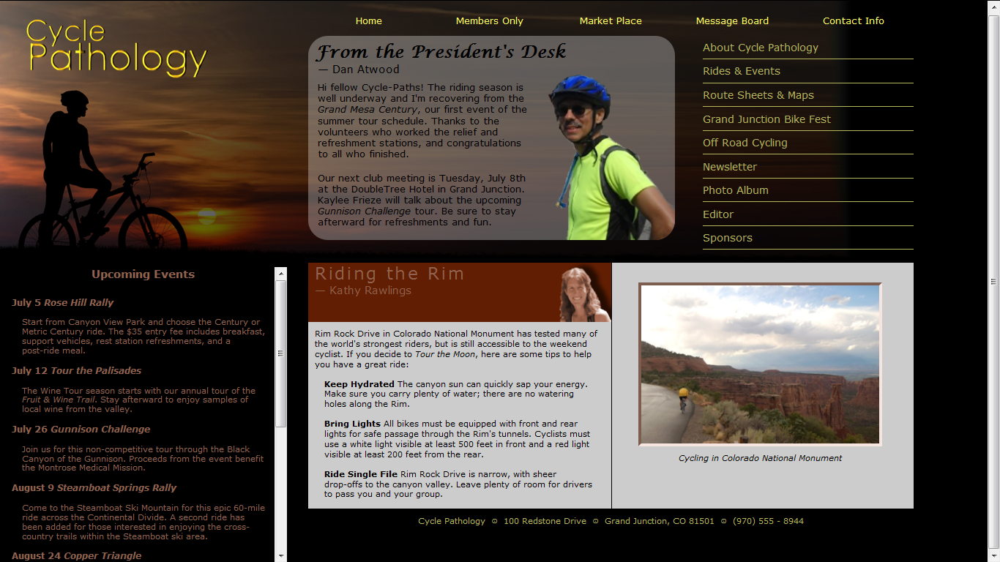 Cycle
Pathology
Home
Members Only
Market Place
Message Board
Contact Info
From the President's Desk
— Dan Atwood
Hi fellow Cycle-Paths! The riding season is
well underway and I'm recovering from the
Grand Mesa Century, our first event of the
summer tour schedule. Thanks to the
volunteers who worked the relief and
refreshment stations, and congratulations
to all who finished.
Our next club meeting is Tuesday, July 8th
at the DoubleTree Hotel in Grand Junction.
Kaylee Frieze will talk about the upcoming
Gunnison Challenge tour. Be sure to stay
afterward for refreshments and fun.
About Cycle Pathology
Rides & Events
Route Sheets & Maps
Grand Junction Bike Fest
Off Road Cycling
Newsletter
Photo Album
Editor
Sponsors
Upcoming Events
July 5 Rose Hill Rally
Start from Canyon View Park and choose the Century or
Metric Century ride. The $35 entry fee includes breakfast,
support vehicles, rest station refreshments, and a
post-ride meal.
July 12 Tour the Palisades
The Wine Tour season starts with our annual tour of the
Fruit & Wine Trail. Stay afterward to enjoy samples of
local wine from the valley.
July 26 Gunnison Challenge
Join us for this non-competitive tour through the Black
Canyon of the Gunnison. Proceeds from the event benefit
the Montrose Medical Mission.
August 9 Steamboat Springs Rally
Come to the Steamboat Ski Mountain for this epic 60-mile
ride across the Continental Divide. A second ride has
been added for those interested in enjoying the cross-
country trails within the Steamboat ski area.
August 24 Copper Triangle
Riding the Rim
— Kathy Rawlings
Rim Rock Drive in Colorado National Monument has tested many of
the world's strongest riders, but is still accessible to the weekend
cyclist. If you decide to Tour the Moon, here are some tips to help
you have a great ride:
Keep Hydrated The canyon sun can quickly sap your energy.
Make sure you carry plenty of water; there are no watering
holes along the Rim.
Bring Lights All bikes must be equipped with front and rear
lights for safe passage through the Rim's tunnels. Cyclists must
use a white light visible at least 500 feet in front and a red light
visible at least 200 feet from the rear.
Ride Single File Rim Rock Drive is narrow, with sheer
drop-offs to the canyon valley. Leave plenty of room for drivers
to pass you and your group.
Cycling in Colorado National Monument
Cycle Pathology ¤ 100 Redstone Drive ¤ Grand Junction, CO 81501 ¤ (970) 555 - 8944